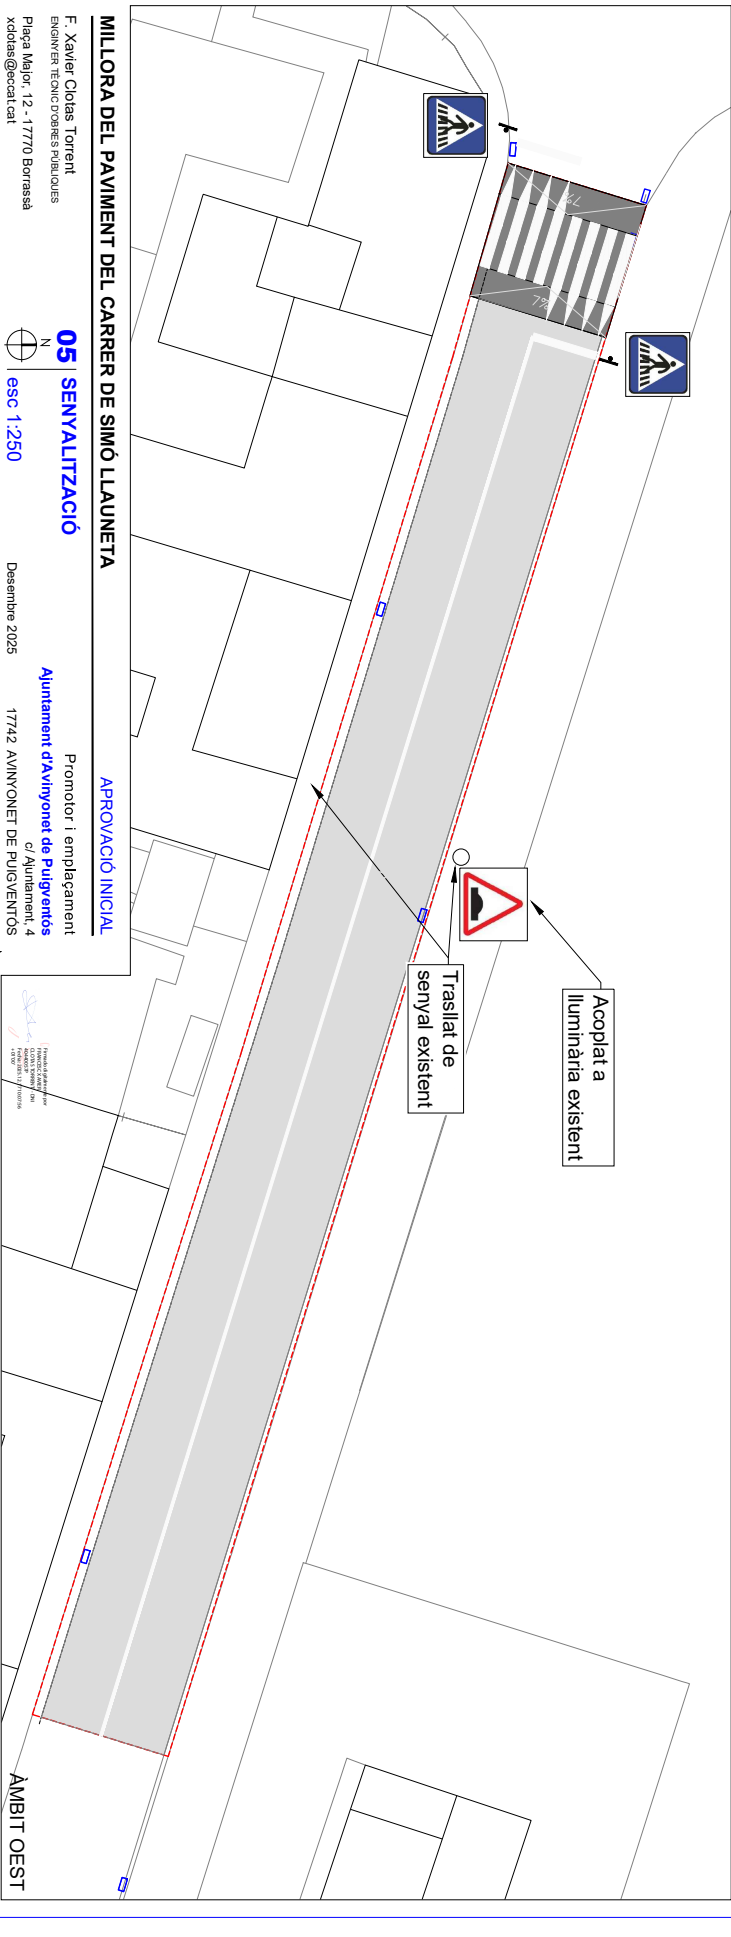 MILLORA DEL PAVIMENT DEL CARRER DE SIMÓ LLAUNETA
APROVACIÓ INICIAL
F. Xavier Clotas Torrent
ENGINYER TÈCNIC D'OBRES PÚBLIQUES
Plaça Major, 12 - 17770 Borrassà
xclotas@eccat.cat
05 SENYALITZACIÓ
N
esc 1:250
Desembre 2025
Promotor i emplaçament
Ajuntament d'Avinyonet de Puigventós
c/ Ajuntament, 4
17742 AVINYONET DE PUIGVENTÓS
Acoplat a
lluminària existent
Trasllat de
senyal existent
7%
7%
ÀMBIT OEST